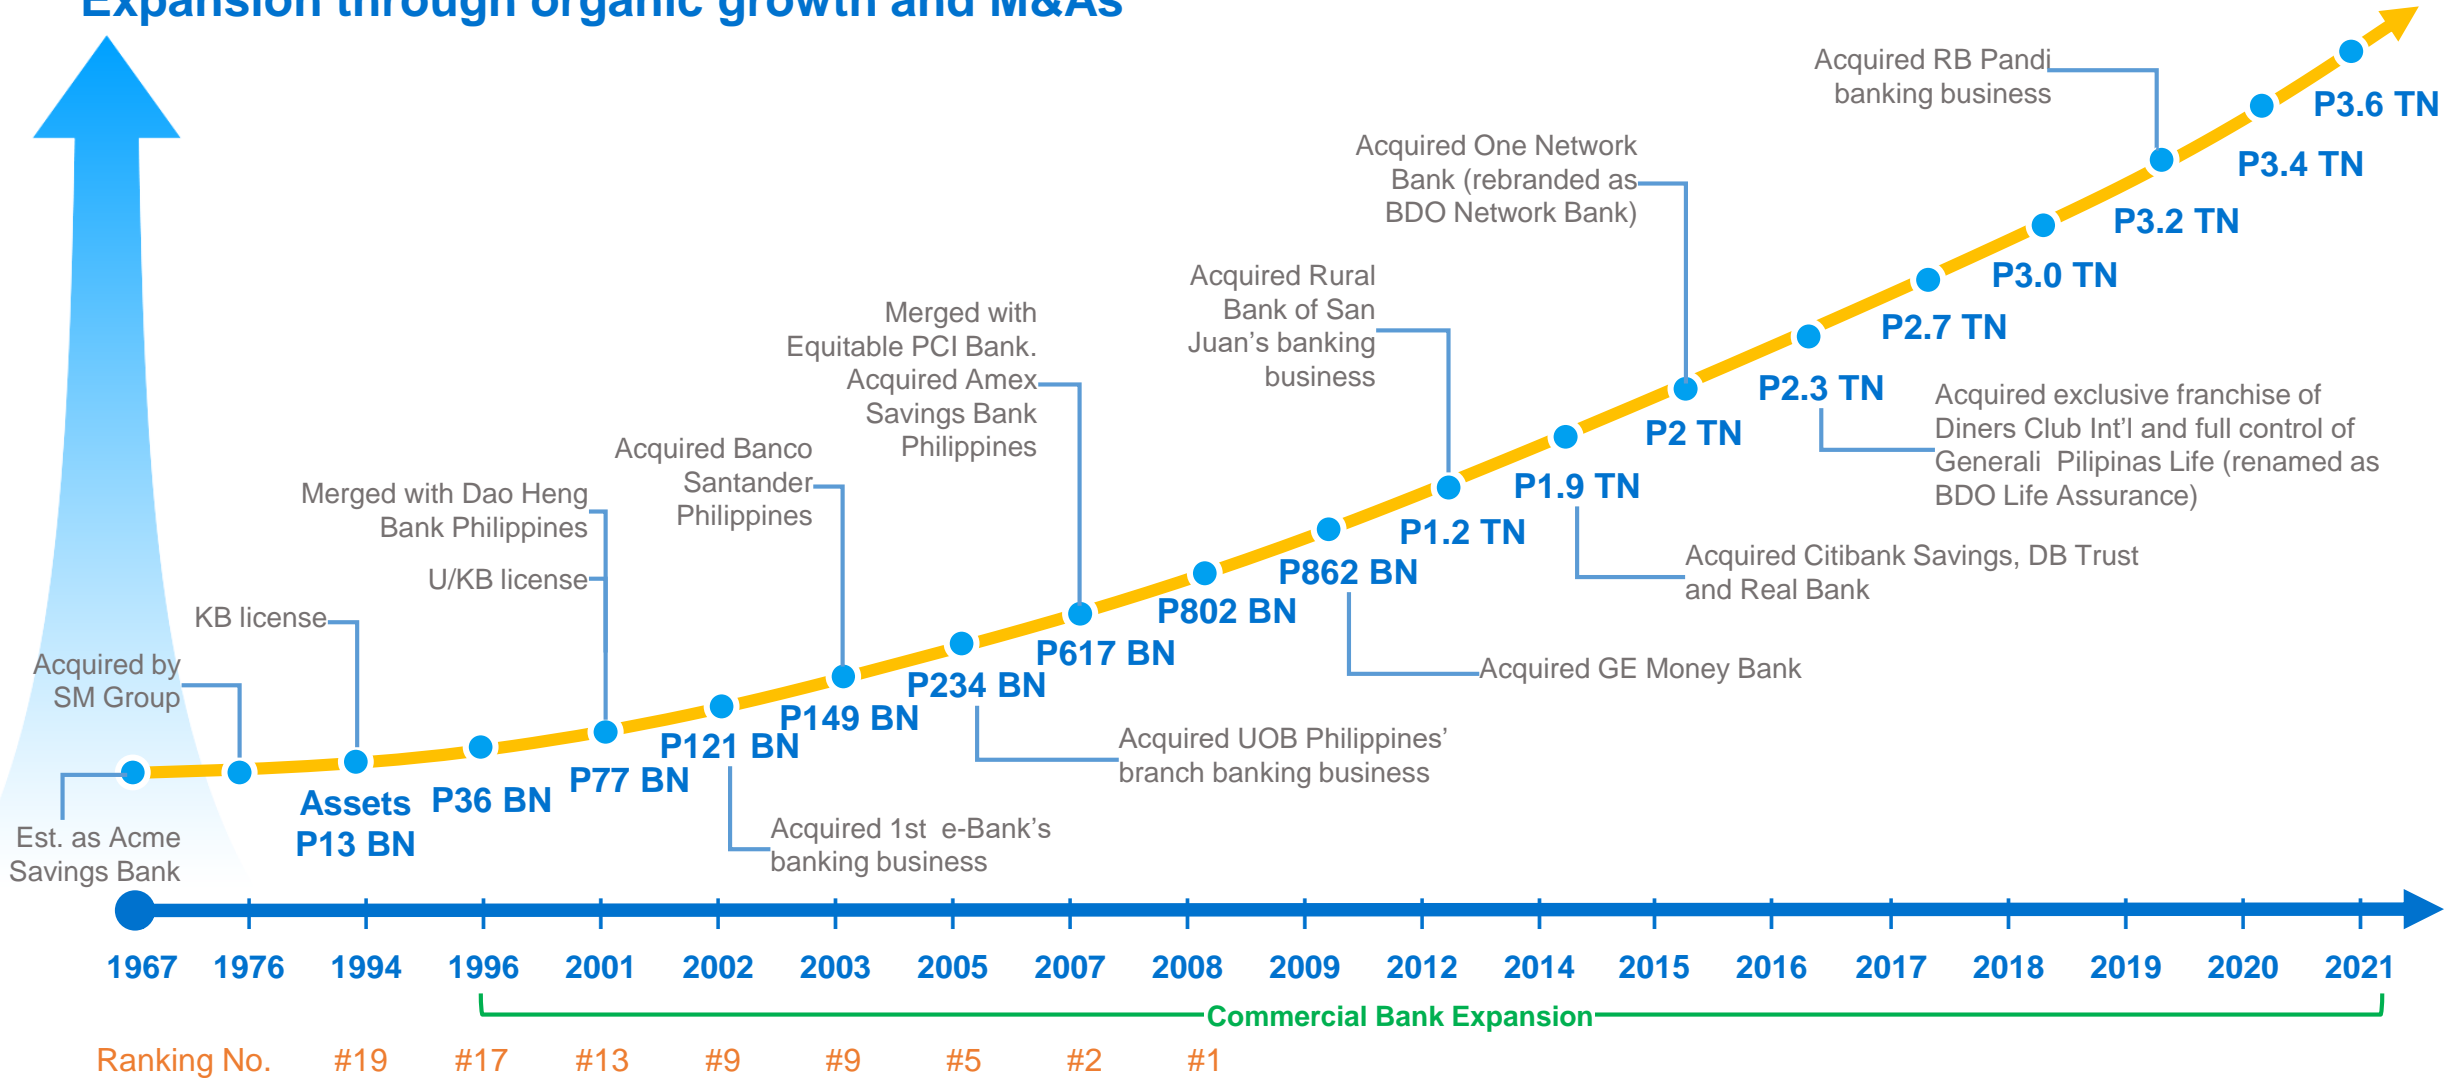 Expansion through organic growth and M&As
Acquired RB Pandi
banking business
P3.6 TN
P3.4 TN
P3.2 TN
P3.0 TN
P2.7 TN
Acquired One Network
Bank (rebranded as
BDO Network Bank)
P2.3 TN
P2 TN
Acquired exclusive franchise of
Diners Club Int’l and full control of
Generali  Pilipinas Life (renamed as
BDO Life Assurance)
Acquired Rural
Bank of San
Juan’s banking
business
P1.9 TN
P1.2 TN
Acquired Citibank Savings, DB Trust
and Real Bank
Merged with
Equitable PCI Bank.
Acquired Amex
Savings Bank
Philippines
P862 BN
P802 BN
P617 BN
Acquired GE Money Bank
Acquired Banco
Santander
Philippines
P234 BN
P149 BN
Acquired UOB Philippines’
branch banking business
Merged with Dao Heng
Bank Philippines
U/KB license
P121 BN
P77 BN
Acquired 1st  e-Bank’s
banking business
KB license
Acquired by
SM Group
Assets
P13 BN
P36 BN
Est. as Acme
Savings Bank
1967 1976 1994 1996 2001 2002 2003 2005 2007 2008 2009 2012 2014 2015 2016 2017 2018 2019 2020 2021
Commercial Bank Expansion
Ranking No. #19 #17 #13 #9 #9 #5 #2 #1